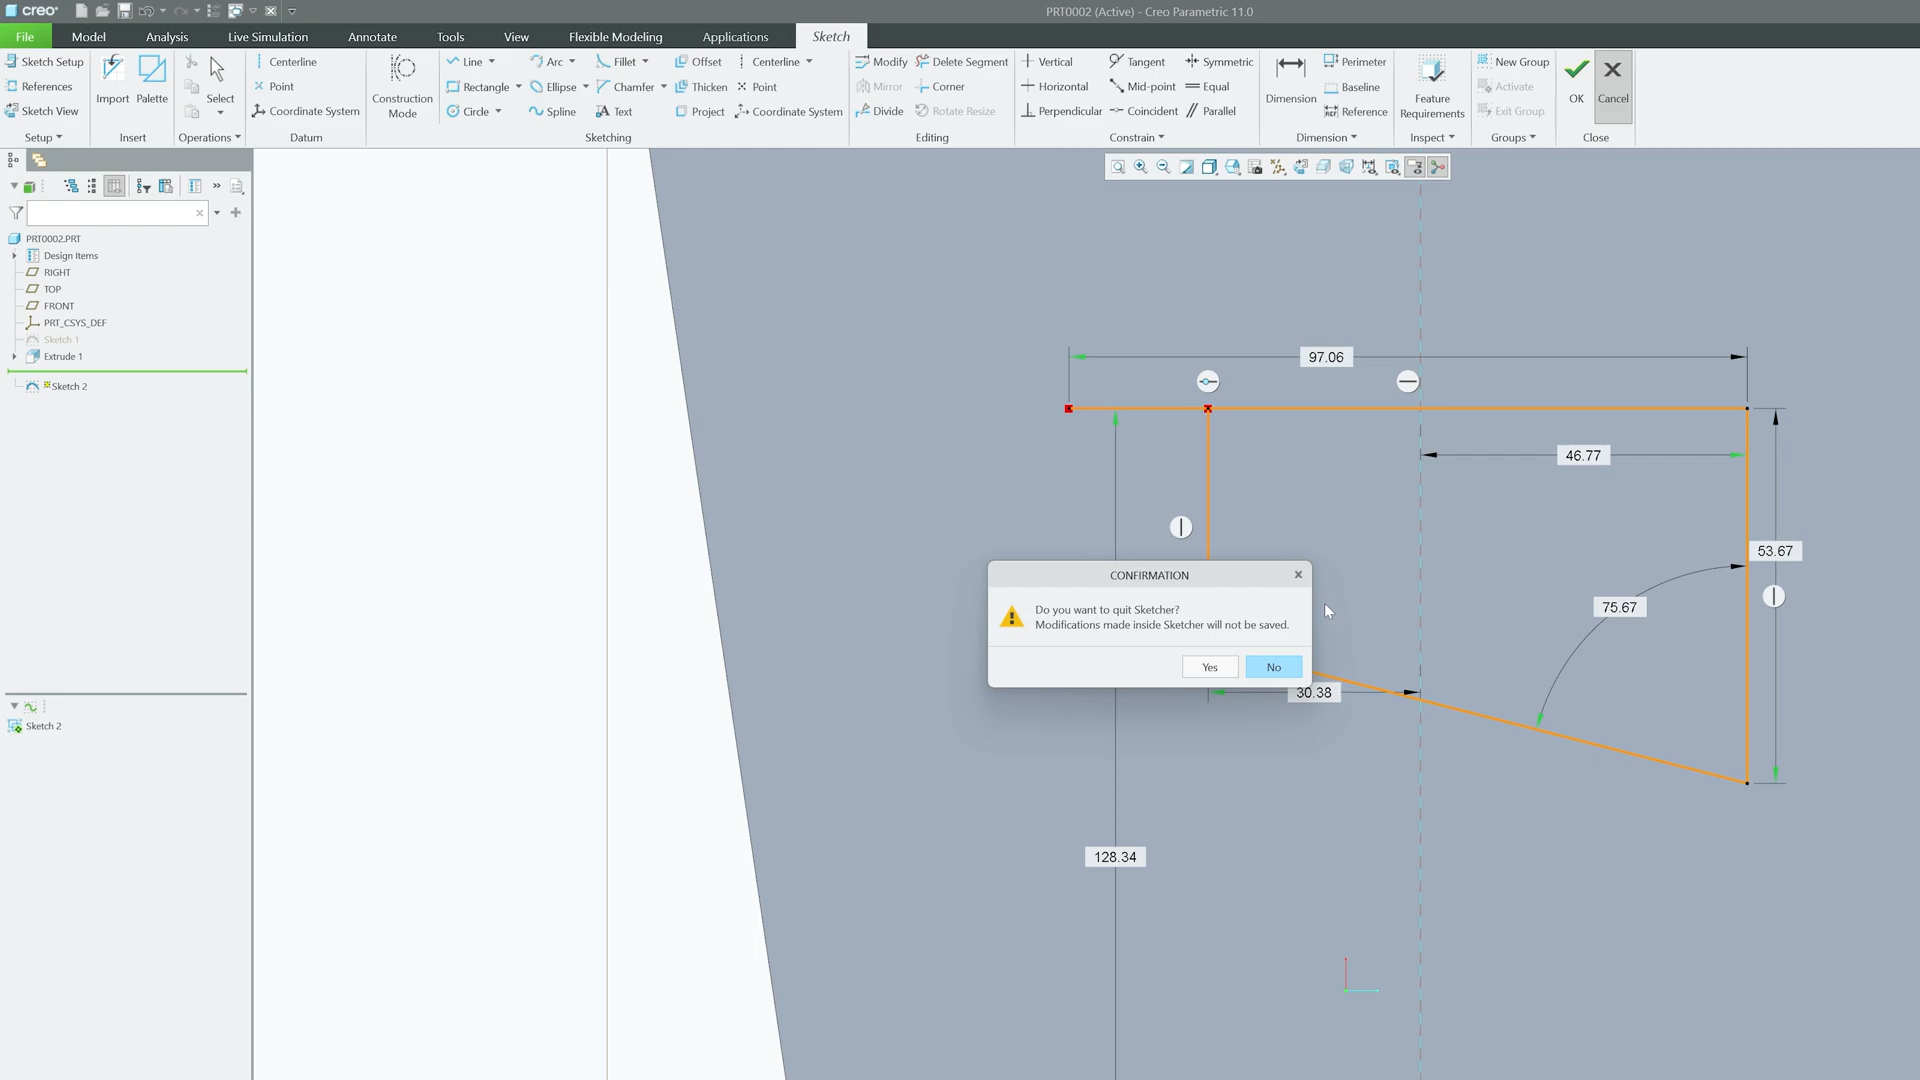 creo
PRT0002 (Active) - Creo Parametric 11.0
File
Model
Analysis
Live Simulation
Annotate
Tools
View
Flexible Modeling
Applications
Sketch
Sketch Setup
References
Sketch View
Setup
Import
Palette
Insert
Select
Operations
Centerline
Point
Coordinate System
Datum
Construction
Mode
Line
Arc
Fillet
Offset
Centerline
Rectangle
Ellipse
Chamfer
Thicken
Point
Circle
Spline
Text
Project
Coordinate System
Sketching
Modify
Delete Segment
Mirror
Corner
Divide
Rotate Resize
Editing
Vertical
Tangent
Symmetric
Horizontal
Mid-point
Equal
Perpendicular
Coincident
Parallel
Constrain
Dimension
Perimeter
Baseline
REF Reference
Dimension
Feature
Requirements
Inspect
New Group
Activate
Exit Group
Groups
OK
Cancel
Close
PRT0002.PRT
Design Items
RIGHT
TOP
FRONT
PRT_CSYS_DEF
Sketch 1
Extrude 1
Sketch 2
Sketch 2
97.06
46.77
53.67
75.67
CONFIRMATION
Do you want to quit Sketcher?
Modifications made inside Sketcher will not be saved.
Yes
No
30.38
128.34